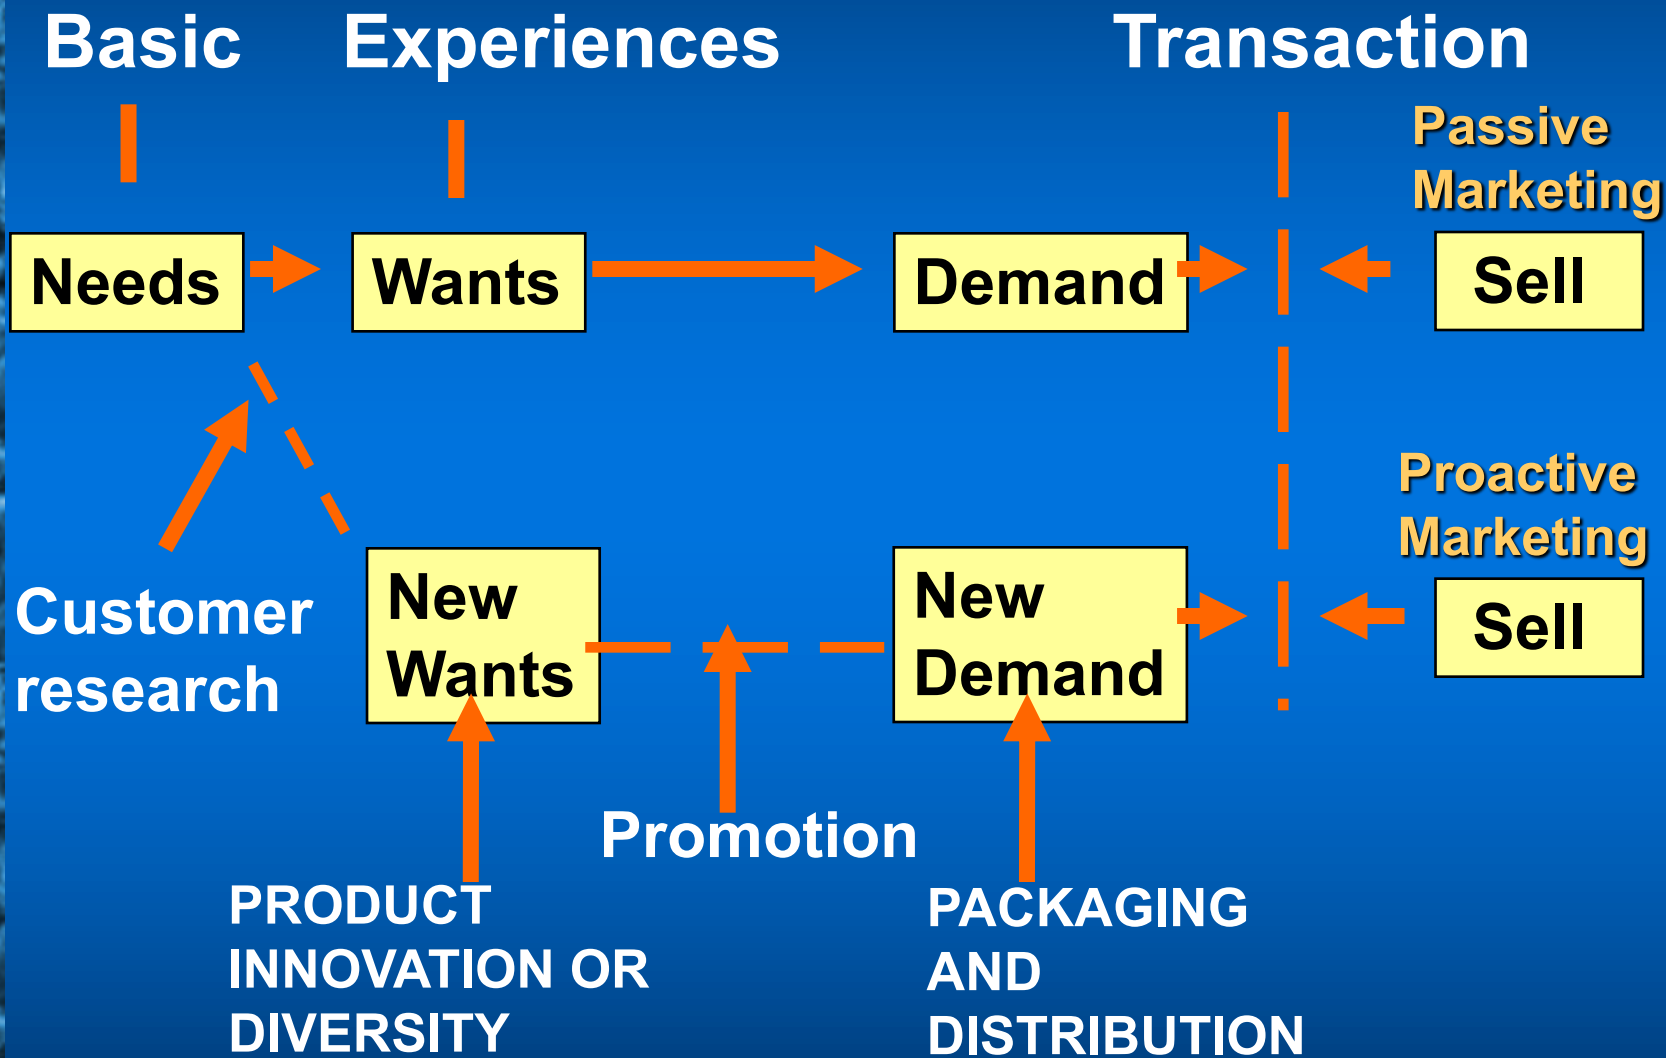 Basic
Experiences
Transaction
Passive
Marketing
Needs
Wants
Demand
Sell
Proactive
Marketing
Customer
research
New
Wants
New
Demand
Sell
Promotion
PRODUCT
INNOVATION OR
DIVERSITY
PACKAGING
AND
DISTRIBUTION